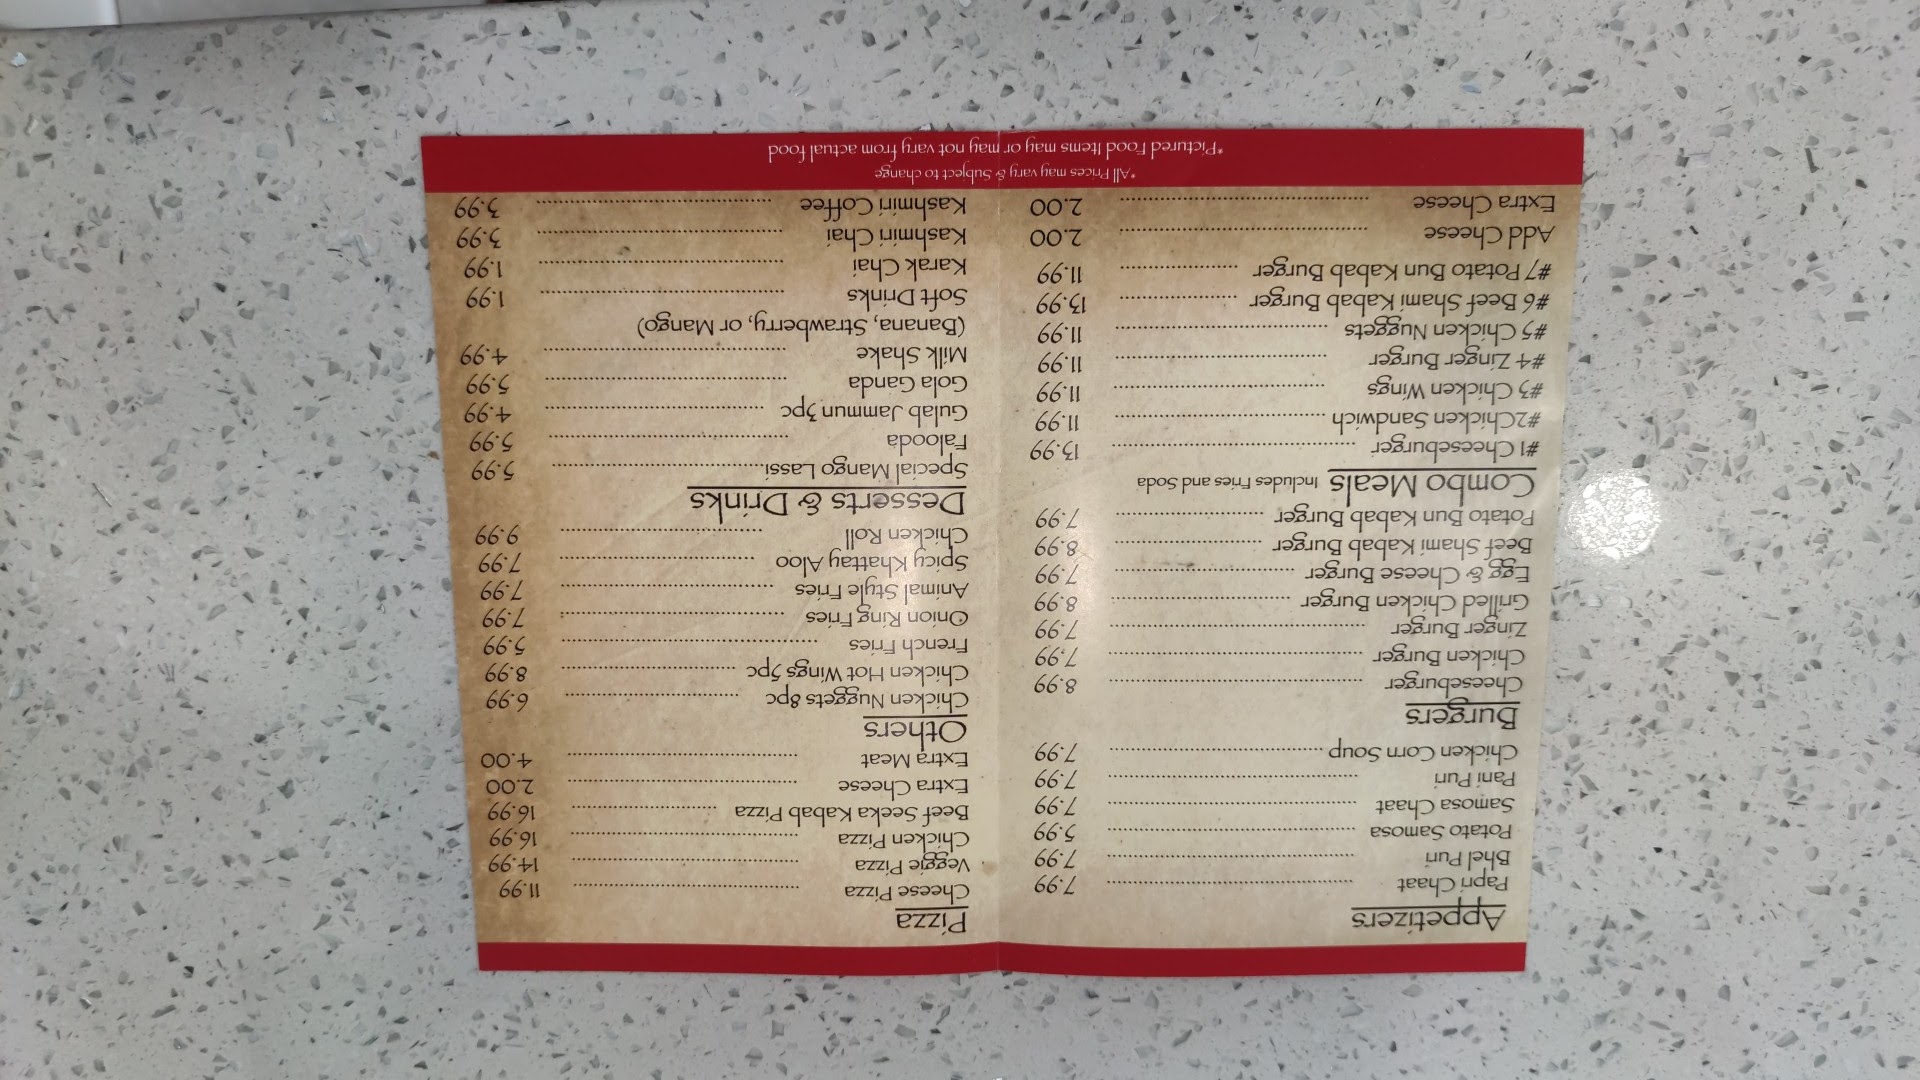 Appetizers
Papri Chaat 7.99
Bhel Puri 7.99
Potato Samosa 5.99
Samosa Chaat 7.99
Pani Puri 7.99
Chicken Corn Soup 7.99
Burgers
Cheeseburger 8.99
Chicken Burger 7.99
Zinger Burger 7.99
Grilled Chicken Burger 8.99
Egg & Cheese Burger 7.99
Beef Shami Kabab Burger 8.99
Potato Bun Kabab Burger 7.99
Combo Meals Includes Fries and Soda
#1 Cheeseburger 13.99
#2Chicken Sandwich 11.99
#3 Chicken Wings 11.99
#4 Zinger Burger 11.99
#5 Chicken Nuggets 11.99
#6 Beef Shami Kabab Burger 13.99
#7 Potato Bun Kabab Burger 11.99
Add Cheese 2.00
Extra Cheese 2.00
Pizza
Cheese Pizza 11.99
Veggie Pizza 14.99
Chicken Pizza 16.99
Beef Seeka Kabab Pizza 16.99
Extra Cheese 2.00
Extra Meat 4.00
Others
Chicken Nuggets 8pc 6.99
Chicken Hot Wings 5pc 8.99
French Fries 5.99
Onion Ring Fries 7.99
Animal Style Fries 7.99
Spicy Khattay Aloo 7.99
Chicken Roll 9.99
Desserts & Drinks
Special Mango Lassi 5.99
Falooda 5.99
Gulab Jammun 3pc 4.99
Gola Ganda 5.99
Milk Shake 4.99
(Banana, Strawberry, or Mango)
Soft Drinks 1.99
Karak Chai 1.99
Kashmiri Chai 3.99
Kashmiri Coffee 3.99
*All Prices may vary & Subject to change
*Pictured Food Items may or may not vary from actual food